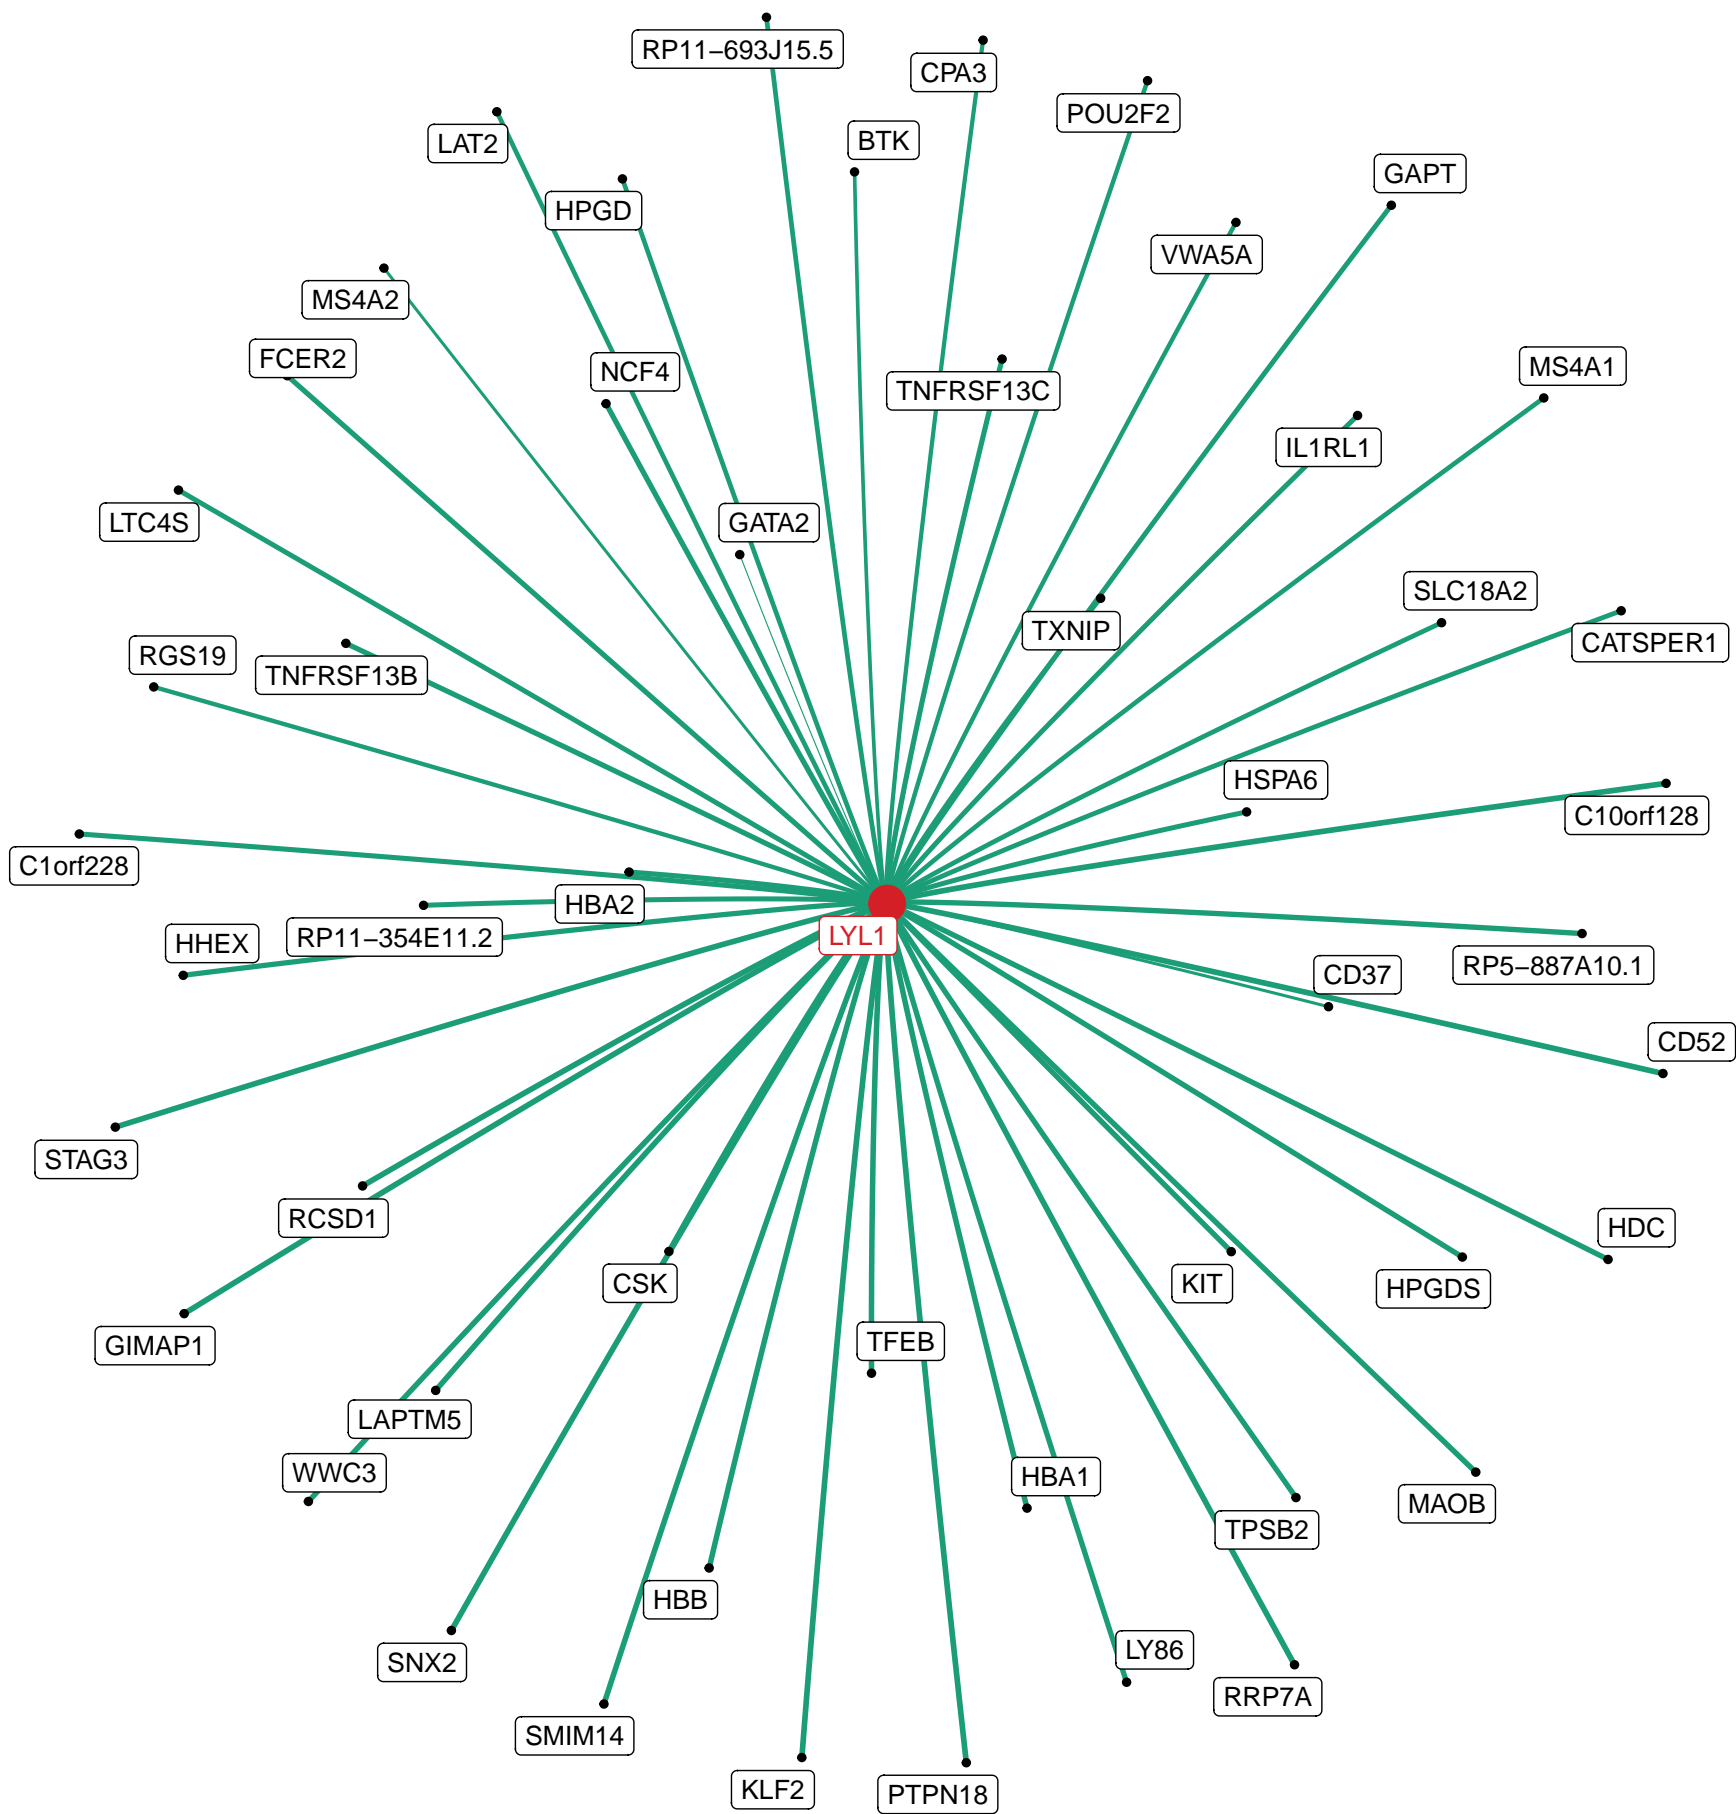 RP11−693J15.5
CPA3
POU2F2
BTK
LAT2
GAPT
HPGD
VWA5A
MS4A2
FCER2
MS4A1
NCF4
TNFRSF13C
IL1RL1
LTC4S
GATA2
SLC18A2
TXNIP
CATSPER1
RGS19
TNFRSF13B
HSPA6
C10orf128
C1orf228
HBA2
LYL1
RP11−354E11.2
HHEX
RP5−887A10.1
CD37
CD52
STAG3
RCSD1
HDC
CSK
KIT
HPGDS
TFEB
GIMAP1
LAPTM5
WWC3
HBA1
MAOB
TPSB2
HBB
LY86
SNX2
RRP7A
SMIM14
KLF2
PTPN18